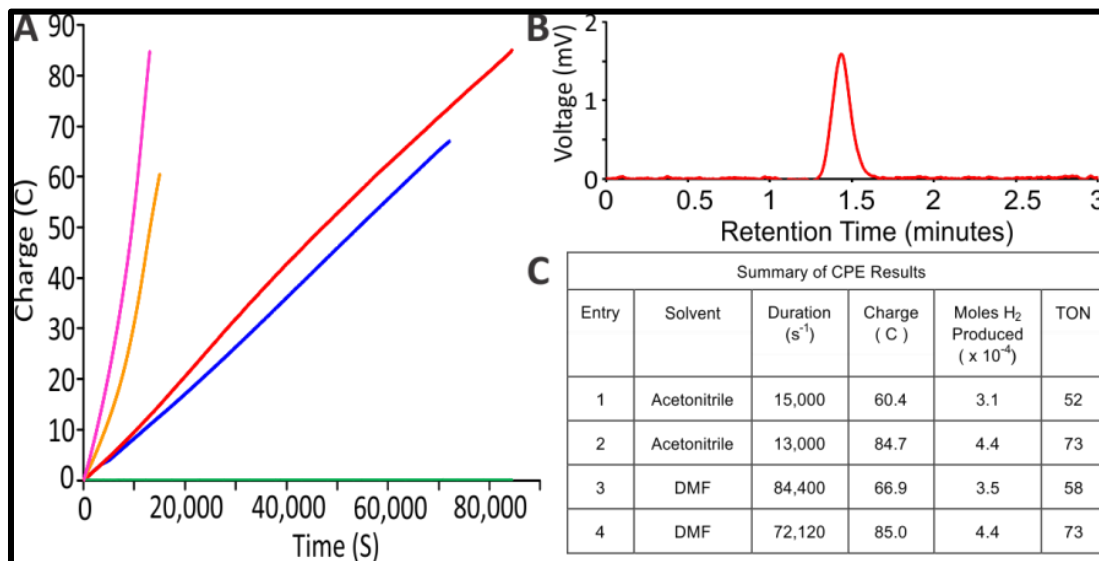 A
90
80
70
60
50
40
30
20
10
0
Charge (C)
0 20,000 40,000 60,000 80,000
Time (S)
B
2
1
0
Voltage (mV)
0 0.5 1 1.5 2 2.5 3
Retention Time (minutes)
C
Summary of CPE Results
Entry Solvent Duration (s⁻¹) Charge ( C ) Moles H₂ Produced ( x 10⁻⁴) TON
1 Acetonitrile 15,000 60.4 3.1 52
2 Acetonitrile 13,000 84.7 4.4 73
3 DMF 84,400 66.9 3.5 58
4 DMF 72,120 85.0 4.4 73